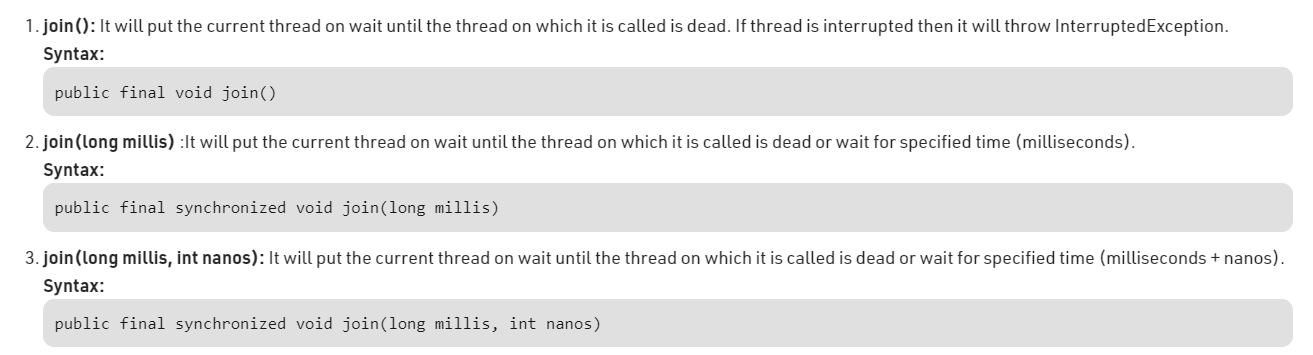 1. join(): It will put the current thread on wait until the thread on which it is called is dead. If thread is interrupted then it will throw InterruptedException.
Syntax:
public final void join()
2. join(long millis) :It will put the current thread on wait until the thread on which it is called is dead or wait for specified time (milliseconds).
Syntax:
public final synchronized void join(long millis)
3. join(long millis, int nanos): It will put the current thread on wait until the thread on which it is called is dead or wait for specified time (milliseconds + nanos).
Syntax:
public final synchronized void join(long millis, int nanos)